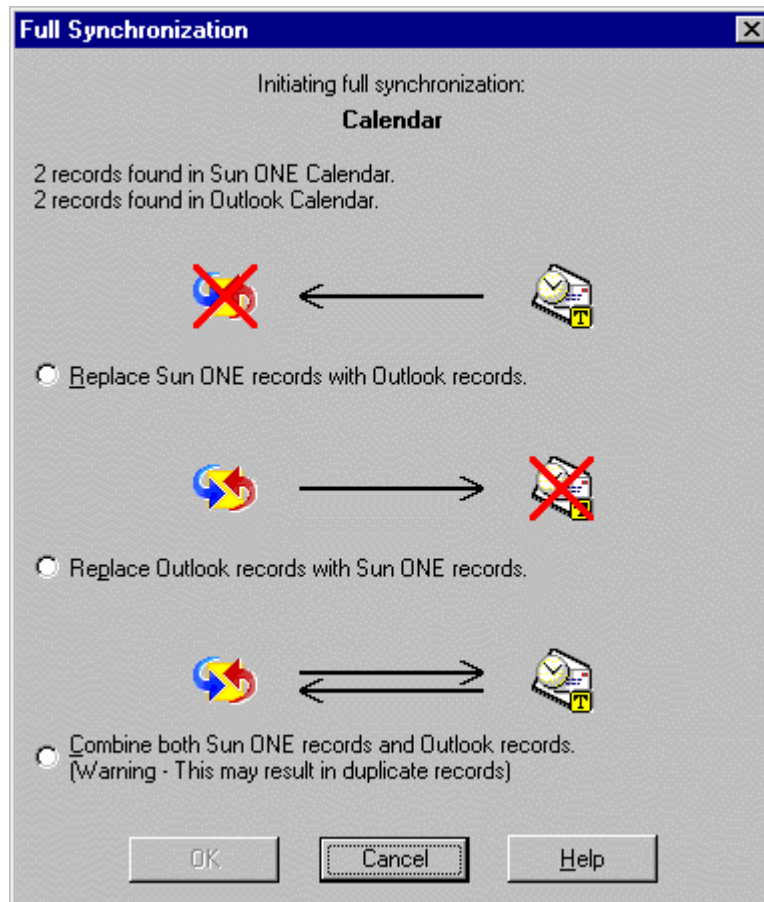 Full Synchronization
Initiating full synchronization:
Calendar
2 records found in Sun ONE Calendar.
2 records found in Outlook Calendar.
T
Replace Sun ONE records with Outlook records.
T
Replace Outlook records with Sun ONE records.
T
Combine both Sun ONE records and Outlook records.
(Warning - This may result in duplicate records)
OK Cancel Help